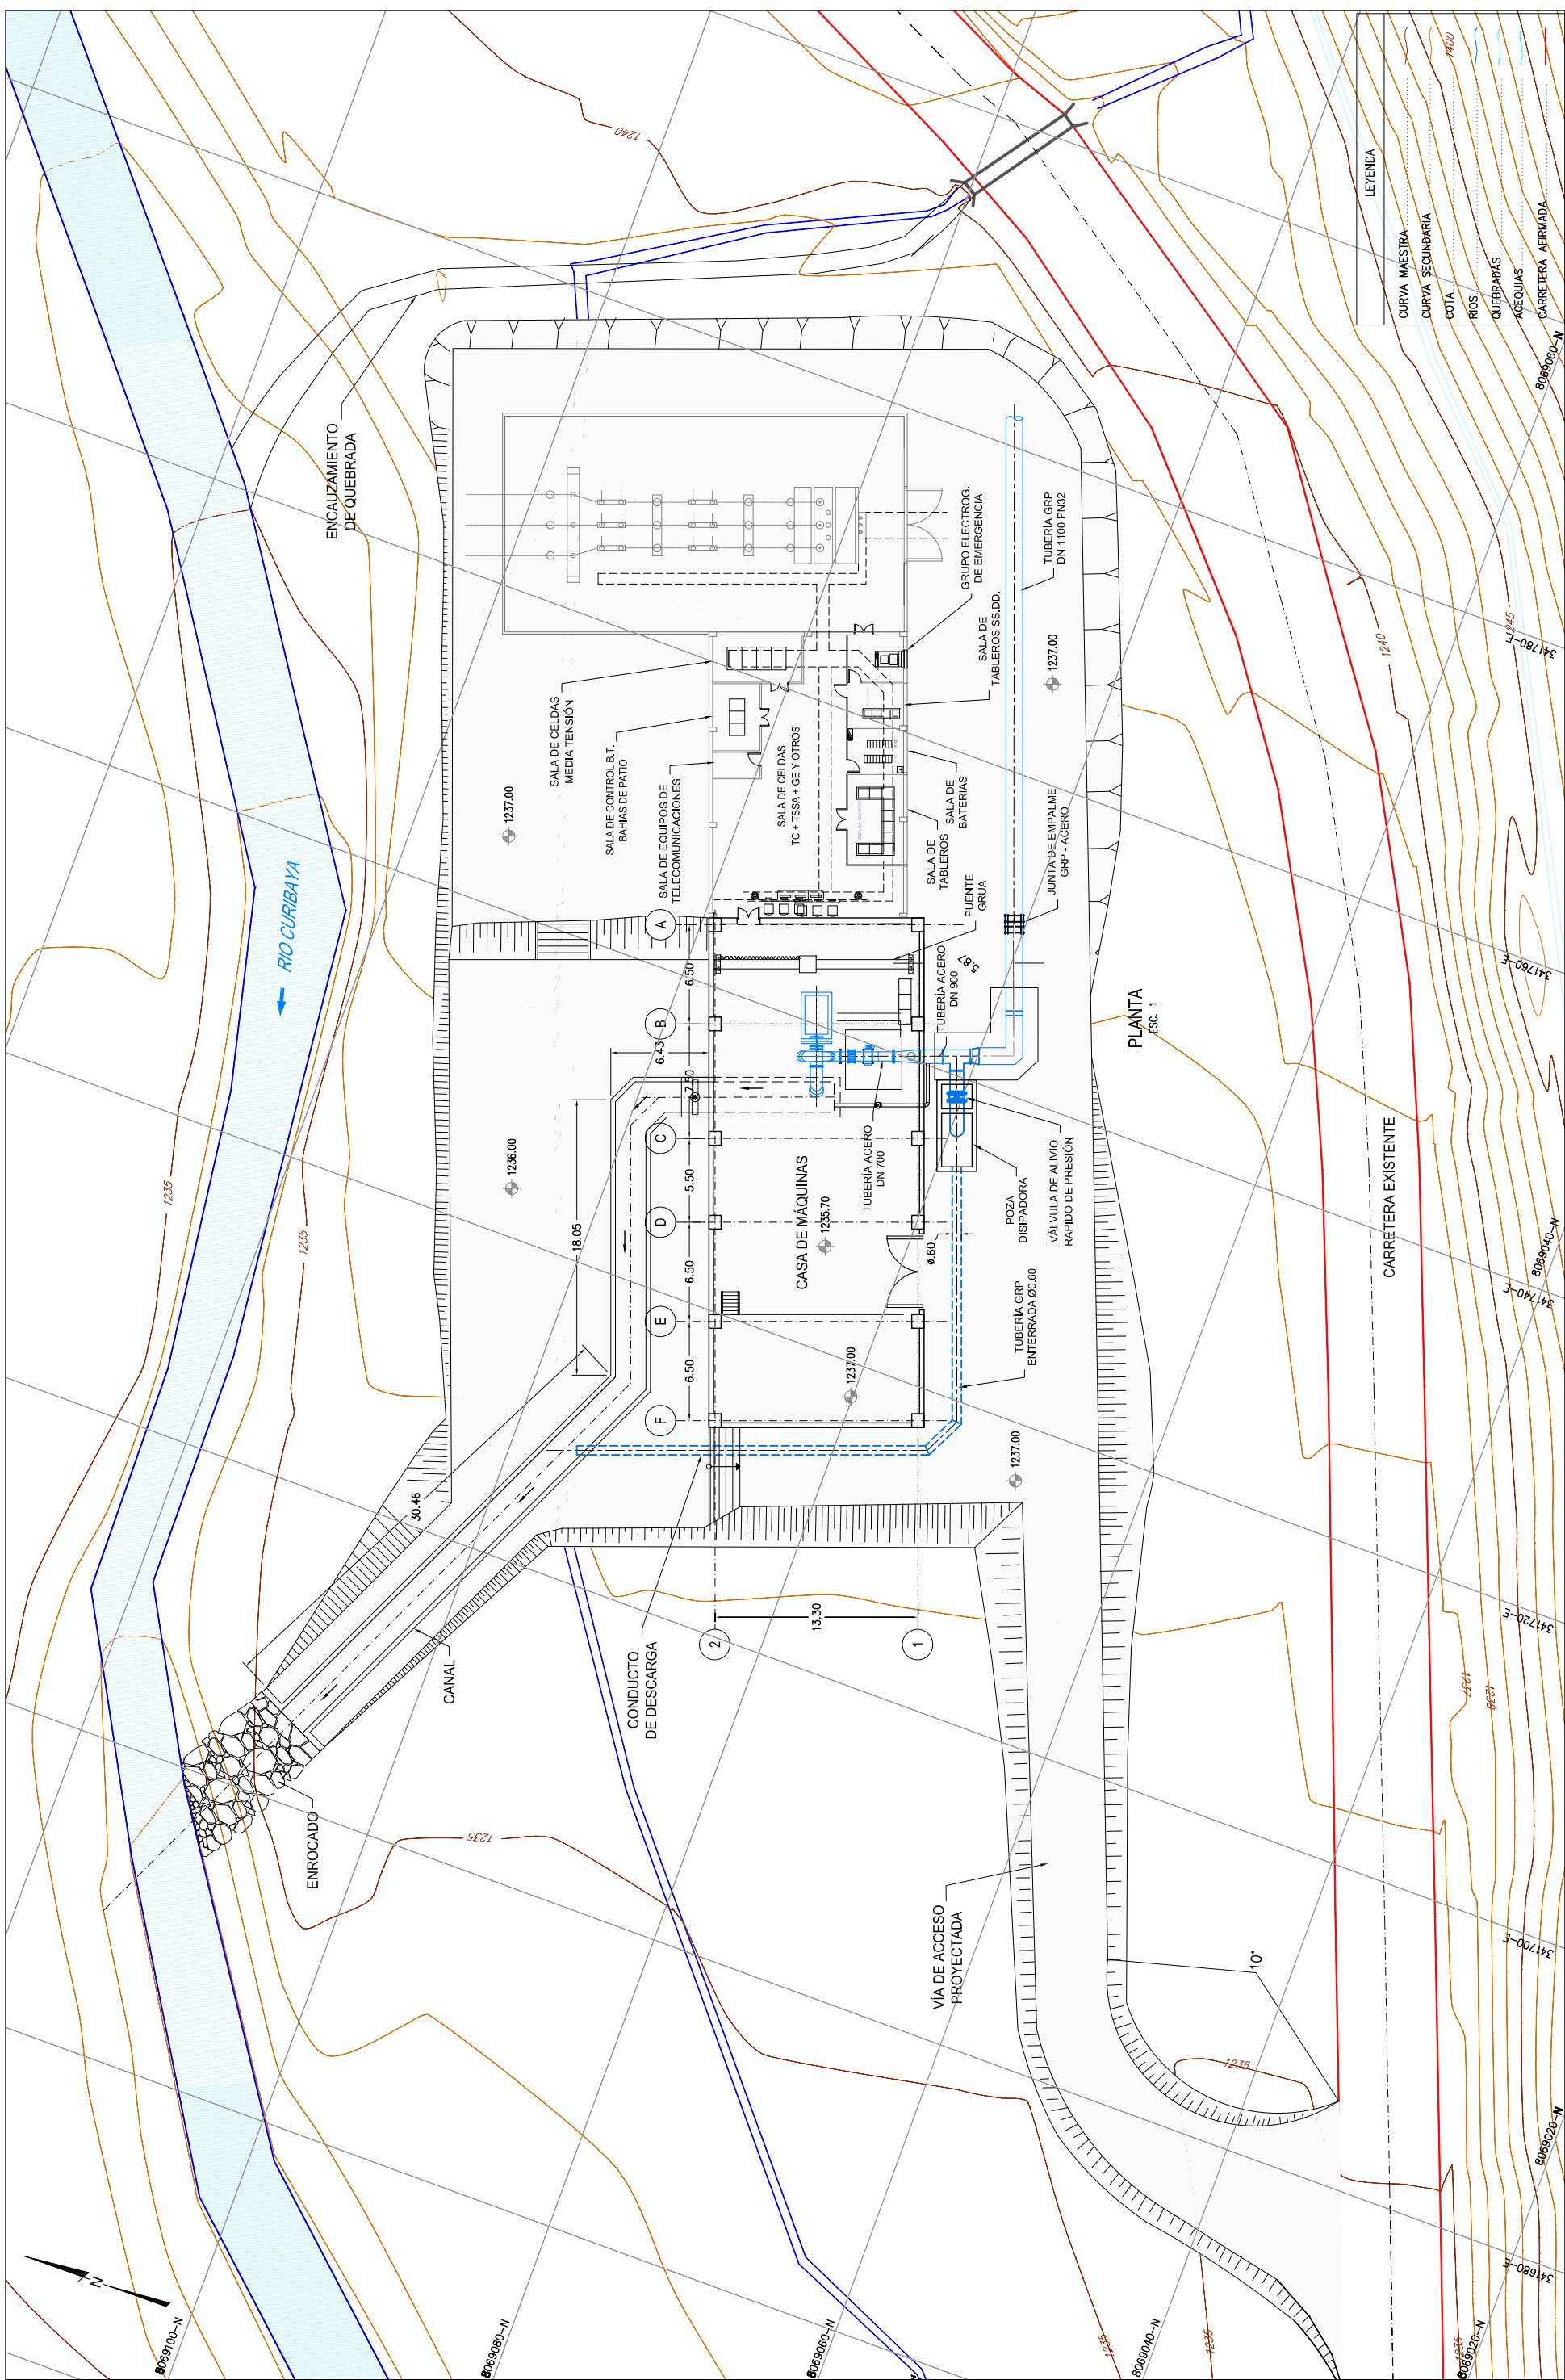 RIO CURIBAYA
ENCAUZAMIENTO
DE QUEBRADA
1240
1235
1235
1235
1237.00
1236.00
SALA DE CELDAS
MEDIA TENSIÓN
SALA DE CONTROL B.T.
BAHIAS DE PATIO
SALA DE EQUIPOS DE
TELECOMUNICACIONES
SALA DE CELDAS
TC + TSSA + GE Y OTROS
SALA DE
TABLEROS
SALA DE
BATERIAS
SALA DE
TABLEROS SS.DD.
GRUPO ELECTROG.
DE EMERGENCIA
TUBERÍA GRP
DN 1100 PN32
1237.00
JUNTA DE EMPALME
GRP - ACERO
PUENTE
GRUA
5.87
TUBERÍA ACERO
DN 900
TUBERÍA ACERO
DN 700
A
B
C
D
E
F
6.50
7.50
5.50
6.50
6.50
6.43
18.05
30.46
CASA DE MÁQUINAS
1235.70
1237.00
1237.00
ø.60
POZA
DISIPADORA
VÁLVULA DE ALIVIO
RAPIDO DE PRESIÓN
TUBERÍA GRP
ENTERRADA Ø0,60
2
1
13.30
CANAL
ENROCADO
CONDUCTO
DE DESCARGA
VÍA DE ACCESO
PROYECTADA
10°
PLANTA
ESC. 1
CARRETERA EXISTENTE
1240
1245
1237
1236
1235
1235
1235
1235
N
8069100-N
8069080-N
8069060-N
8069040-N
8069020-N
8069020-N
8069040-N
8069060-N
341680-E
341700-E
341720-E
341740-E
341760-E
341780-E
LEYENDA
CURVA MAESTRA
CURVA SECUNDARIA
COTA 1400
RIOS
QUEBRADAS
ACEQUIAS
CARRETERA AFIRMADA